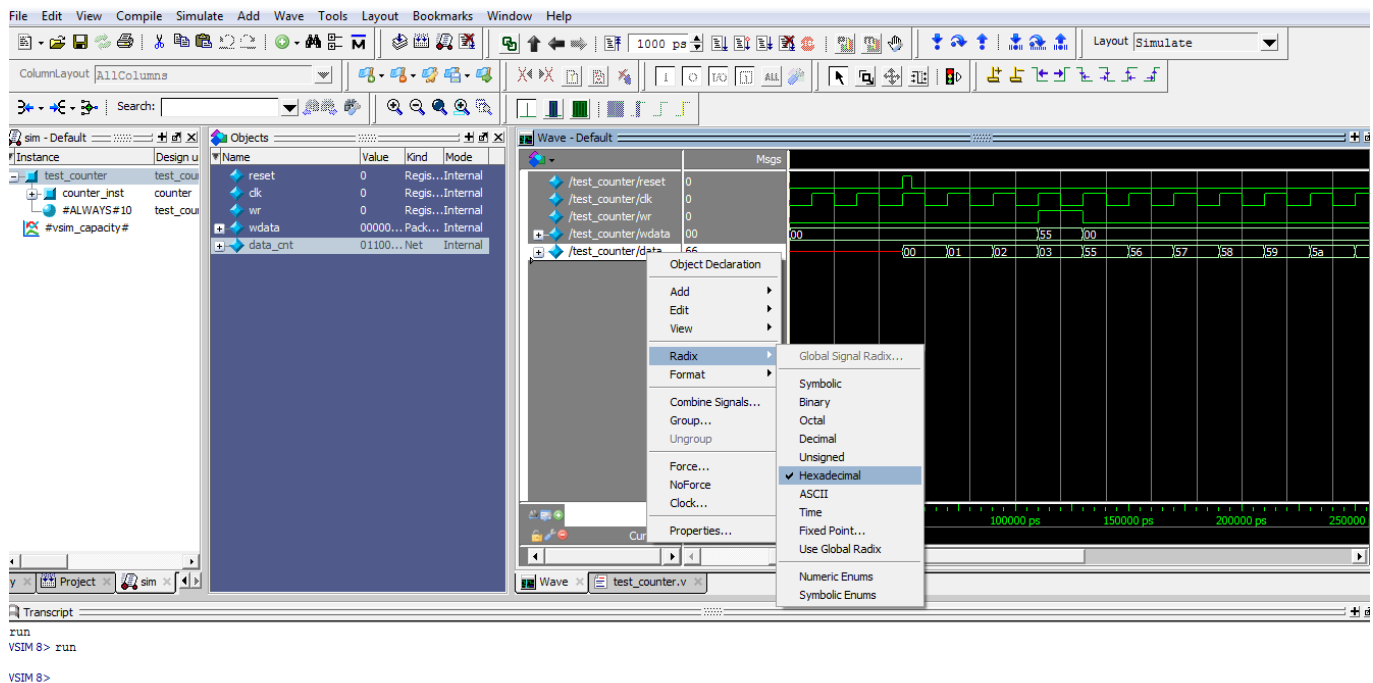 File Edit View Compile Simulate Add Wave Tools Layout Bookmarks Window Help
1000 ps Layout Simulate
ColumnLayout AllColumns
Search:
sim - Default
Instance Design u
test_counter test_cou
counter_inst counter
#ALWAYS#10 test_cou
#vsim_capacity#
Objects
Name Value Kind Mode
reset 0 Regis... Internal
clk 0 Regis... Internal
wr 0 Regis... Internal
wdata 00000... Pack... Internal
data_cnt 01100... Net Internal
Wave - Default
Msgs
/test_counter/reset 0
/test_counter/clk 0
/test_counter/wr 0
/test_counter/wdata 00 00 55 00
/test_counter/data 66 00 01 02 03 55 56 57 58 59 5a
Object Declaration
Add
Edit
View
Radix
Format
Combine Signals...
Group...
Ungroup
Force...
NoForce
Clock...
Properties...
Global Signal Radix...
Symbolic
Binary
Octal
Decimal
Unsigned
Hexadecimal
ASCII
Time
Fixed Point...
Use Global Radix
Numeric Enums
Symbolic Enums
Cur
100000 ps 150000 ps 200000 ps 250000
y Project sim
Wave test_counter.v
Transcript
run
VSIM 8> run
VSIM 8>